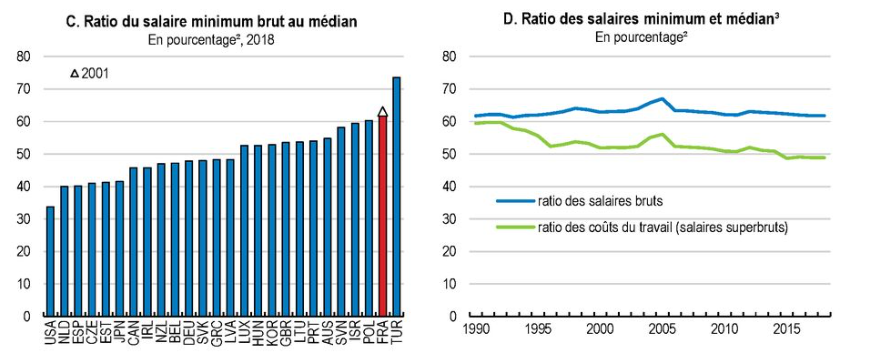 C. Ratio du salaire minimum brut au médian
En pourcentage², 2018
80
70
60
50
40
30
20
10
0
2001
USA
NLD
ESP
CZE
EST
JPN
CAN
IRL
NZL
BEL
DEU
SVK
GRC
LVA
LUX
HUN
KOR
GBR
LTU
PRT
AUS
SVN
ISR
POL
FRA
TUR
D. Ratio des salaires minimum et médian³
En pourcentage²
80
70
60
50
40
30
20
10
0
ratio des salaires bruts
ratio des coûts du travail (salaires superbruts)
1990
1995
2000
2005
2010
2015